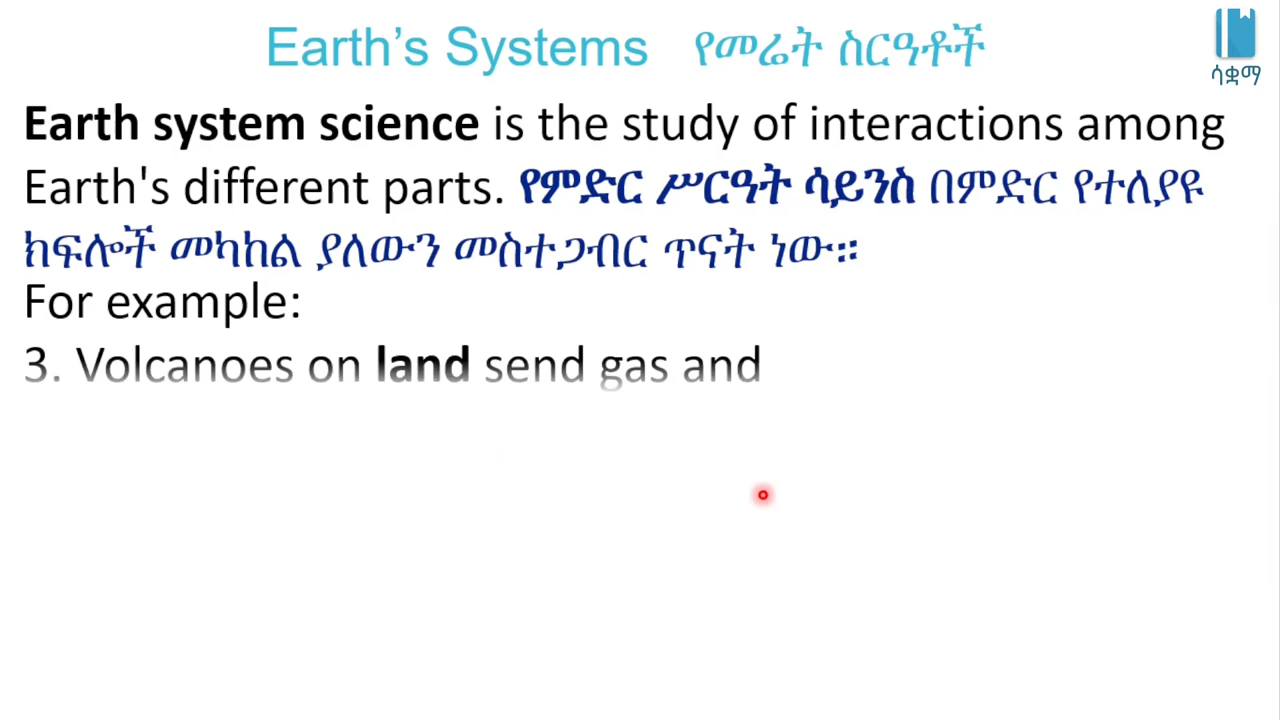 Earth’s Systems የመሬት ስርዓቶች
ሳቋማ
Earth system science is the study of interactions among
Earth's different parts. የምድር ሥርዓት ሳይንስ በምድር የተለያዩ
ክፍሎች መካከል ያለውን መስተጋብር ጥናት ነው።
For example:
3. Volcanoes on land send gas and